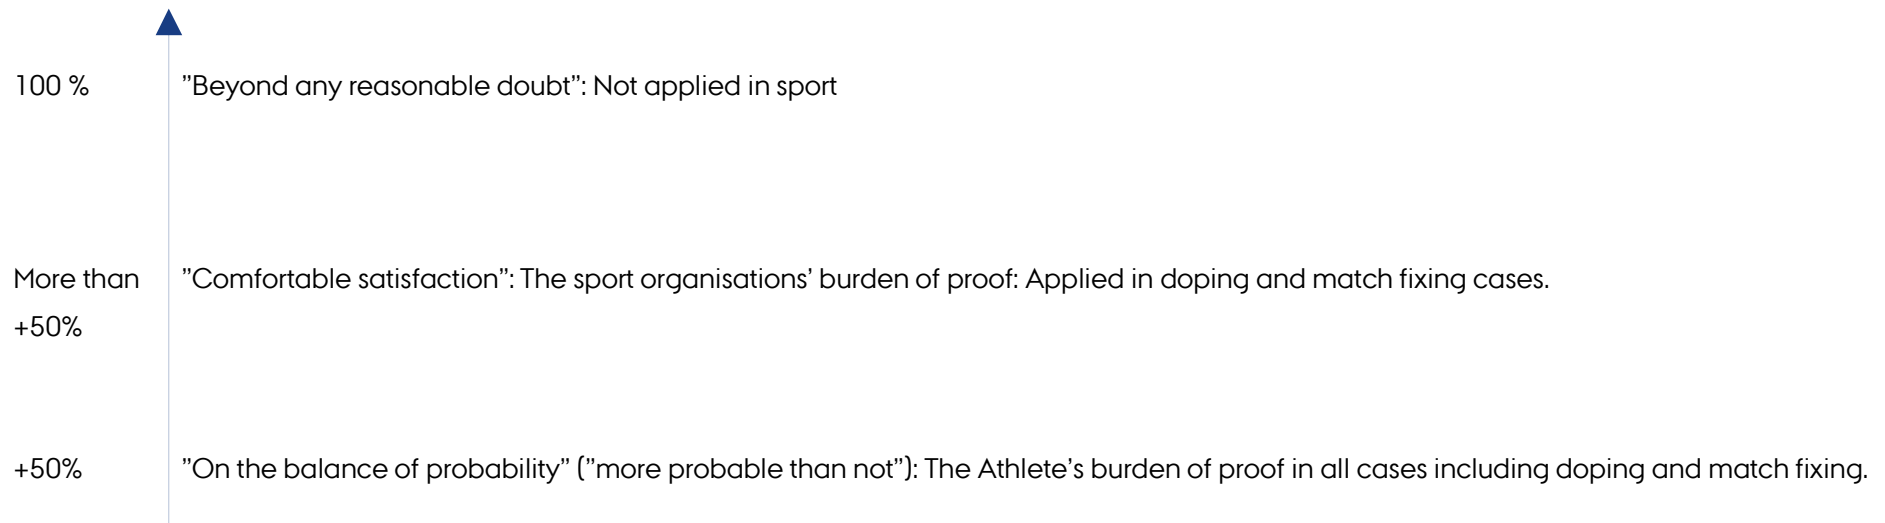 100 % ”Beyond any reasonable doubt”: Not applied in sport
More than ”Comfortable satisfaction”: The sport organisations’ burden of proof: Applied in doping and match fixing cases.
+50%
+50% ”On the balance of probability” (”more probable than not”): The Athlete’s burden of proof in all cases including doping and match fixing.